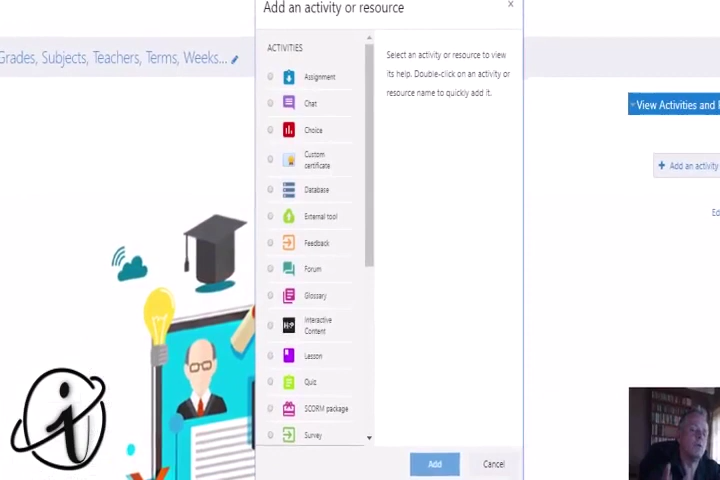 Add an activity or resource
×
Grades, Subjects, Teachers, Terms, Weeks...
ACTIVITIES
Select an activity or resource to view
its help. Double-click on an activity or
resource name to quickly add it.
Assignment
Chat
Choice
Custom
certificate
Database
External tool
Feedback
Forum
Glossary
H-P
Interactive
Content
Lesson
Quiz
SCORM package
Survey
View Activities and
+ Add an activity
Ed
Add
Cancel
i